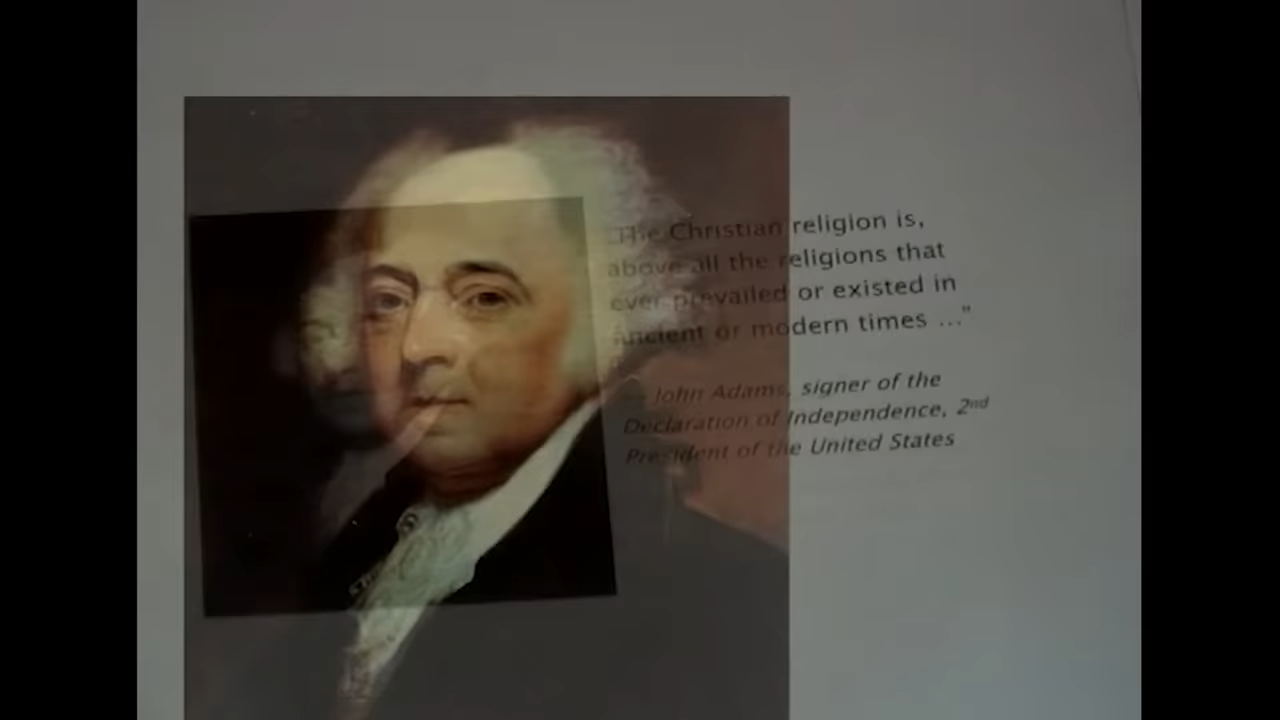 "The Christian religion is,
above all the religions that
ever prevailed or existed in
ancient or modern times ..."
— John Adams, signer of the
Declaration of Independence, 2nd
President of the United States